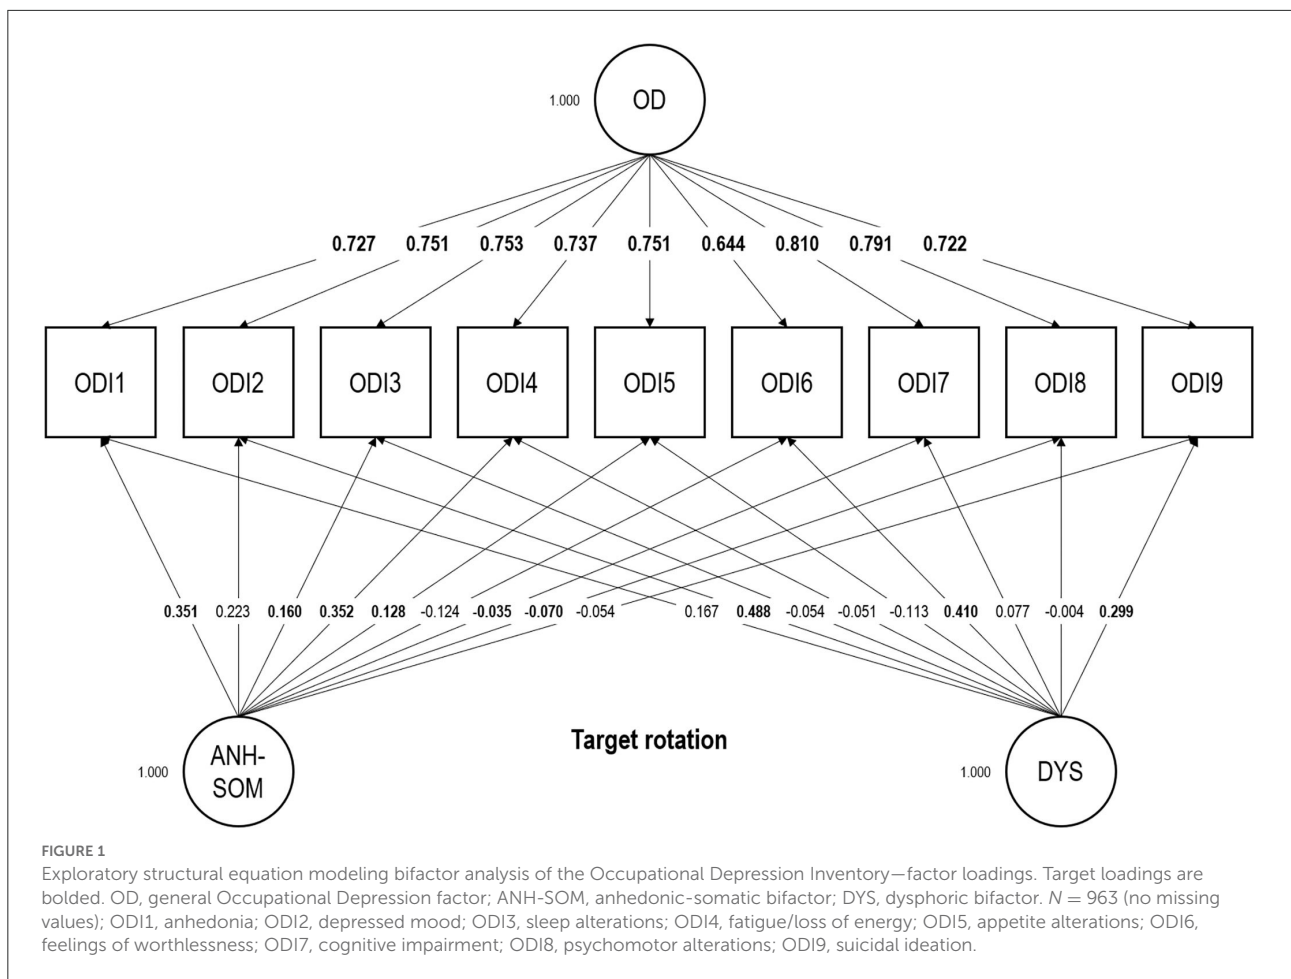 1.000
OD
0.727 0.751 0.753 0.737 0.751 0.644 0.810 0.791 0.722
ODI1 ODI2 ODI3 ODI4 ODI5 ODI6 ODI7 ODI8 ODI9
0.351 0.223 0.160 0.352 0.128 -0.124 -0.035 -0.070 -0.054 0.167 0.488 -0.054 -0.051 -0.113 0.410 0.077 -0.004 0.299
Target rotation
1.000
ANH-
SOM
1.000
DYS
FIGURE 1
Exploratory structural equation modeling bifactor analysis of the Occupational Depression Inventory—factor loadings. Target loadings are
bolded. OD, general Occupational Depression factor; ANH-SOM, anhedonic-somatic bifactor; DYS, dysphoric bifactor. N = 963 (no missing
values); ODI1, anhedonia; ODI2, depressed mood; ODI3, sleep alterations; ODI4, fatigue/loss of energy; ODI5, appetite alterations; ODI6,
feelings of worthlessness; ODI7, cognitive impairment; ODI8, psychomotor alterations; ODI9, suicidal ideation.